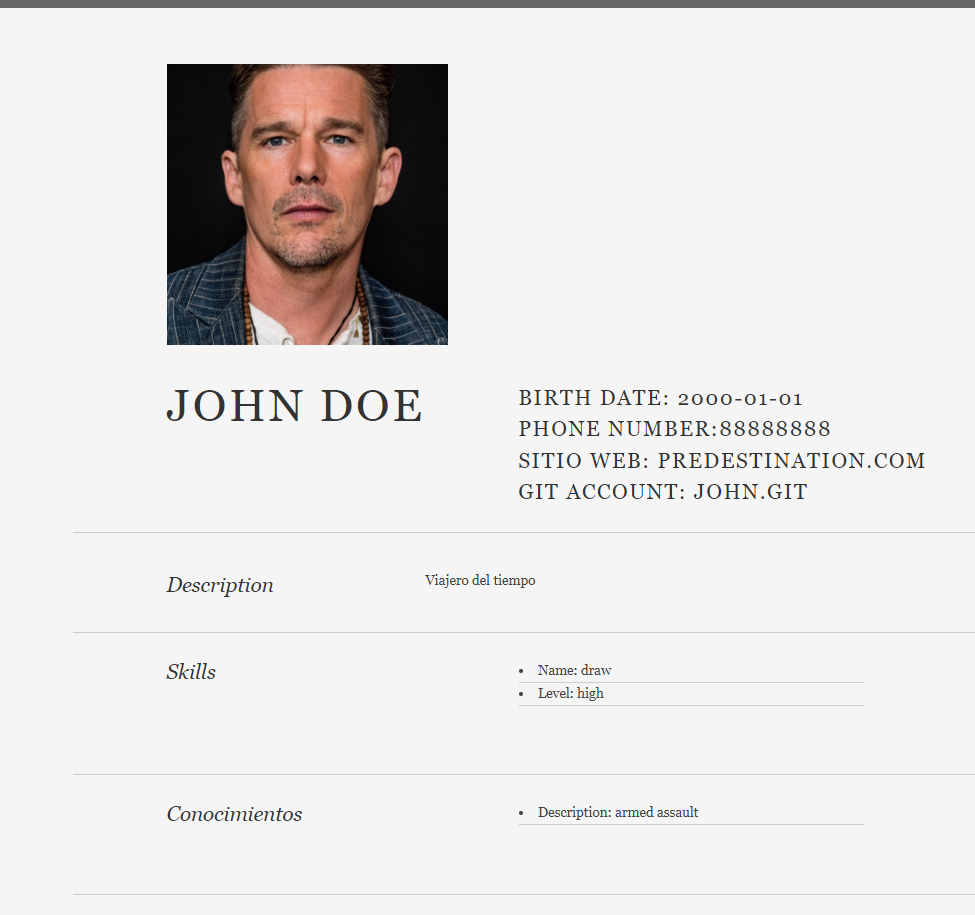 JOHN DOE
BIRTH DATE: 2000-01-01
PHONE NUMBER:88888888
SITIO WEB: PREDESTINATION.COM
GIT ACCOUNT: JOHN.GIT
Description
Viajero del tiempo
Skills
• Name: draw
• Level: high
Conocimientos
• Description: armed assault